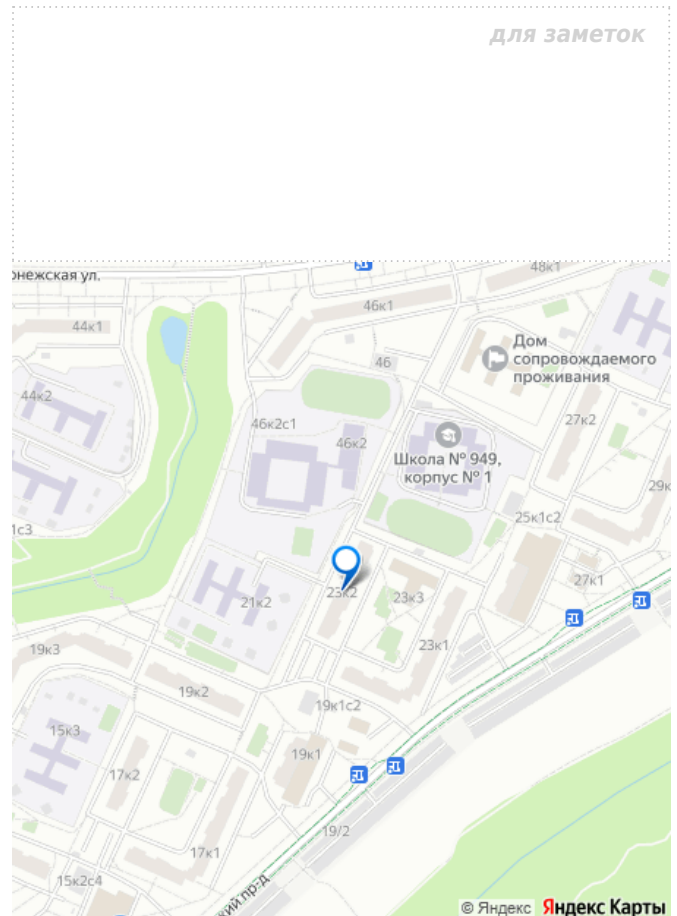 для заметок
онежская ул.
48к1
46к1
44к1
46
Дом
сопровождаемого
проживания
44к2
27к2
46к2с1
46к2
Школа № 949,
корпус № 1
29к
25к1с2
1с3
27к1
23к2
23к3
21к2
23к1
19к3
19к2
19к1с2
15к3
19к1
17к2
19/2
17к1
15к2с4
кий пр-д
© Яндекс Яндекс Карты